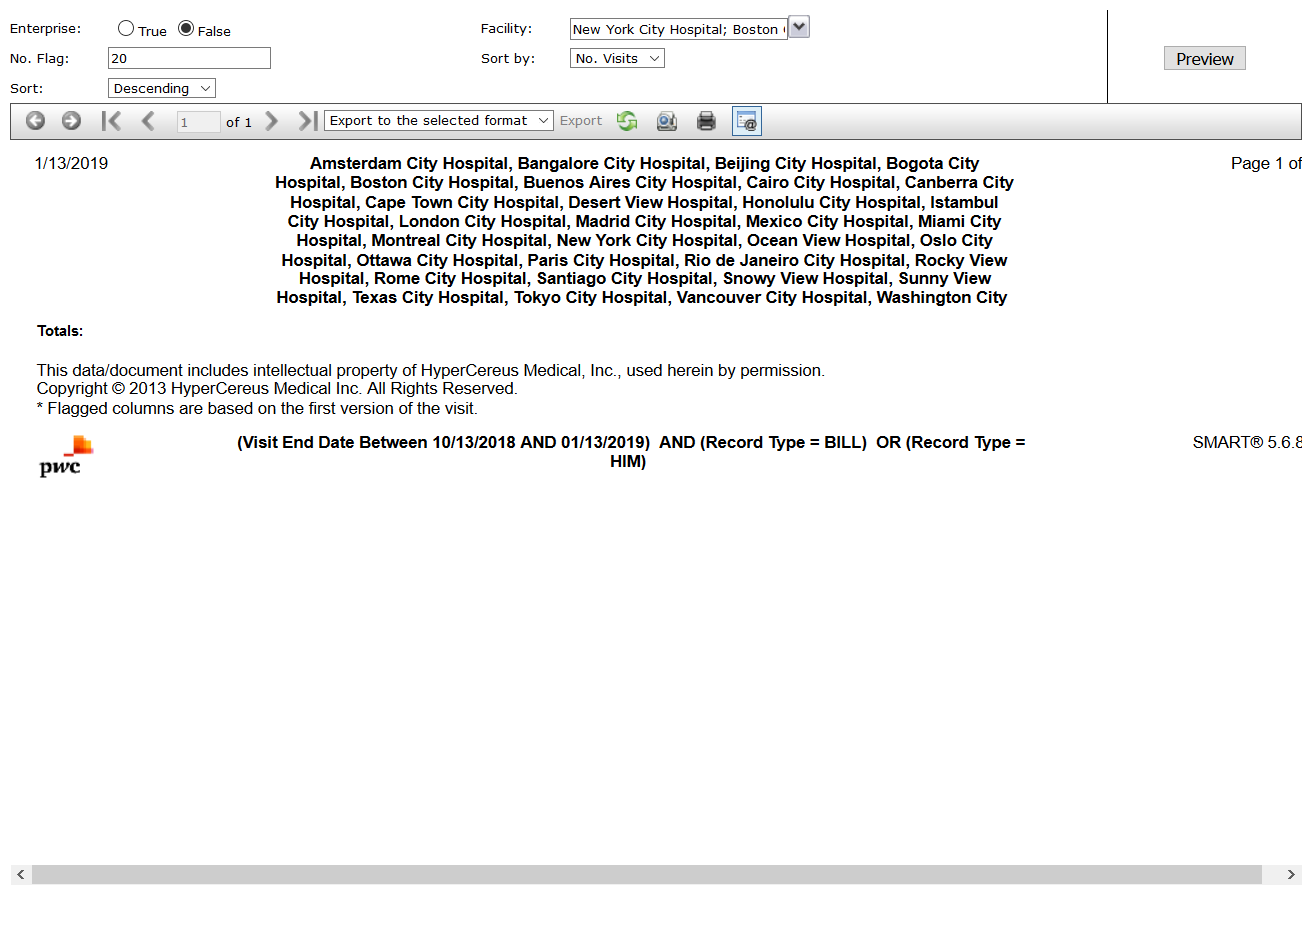 Enterprise: True False Facility: New York City Hospital; Boston
No. Flag: 20 Sort by: No. Visits Preview
Sort: Descending
1 of 1 Export to the selected format Export
1/13/2019 Amsterdam City Hospital, Bangalore City Hospital, Beijing City Hospital, Bogota City Page 1 of
Hospital, Boston City Hospital, Buenos Aires City Hospital, Cairo City Hospital, Canberra City
Hospital, Cape Town City Hospital, Desert View Hospital, Honolulu City Hospital, Istambul
City Hospital, London City Hospital, Madrid City Hospital, Mexico City Hospital, Miami City
Hospital, Montreal City Hospital, New York City Hospital, Ocean View Hospital, Oslo City
Hospital, Ottawa City Hospital, Paris City Hospital, Rio de Janeiro City Hospital, Rocky View
Hospital, Rome City Hospital, Santiago City Hospital, Snowy View Hospital, Sunny View
Hospital, Texas City Hospital, Tokyo City Hospital, Vancouver City Hospital, Washington City
Totals:
This data/document includes intellectual property of HyperCereus Medical, Inc., used herein by permission.
Copyright © 2013 HyperCereus Medical Inc. All Rights Reserved.
* Flagged columns are based on the first version of the visit.
pwc (Visit End Date Between 10/13/2018 AND 01/13/2019) AND (Record Type = BILL) OR (Record Type = SMART® 5.6.8
HIM)